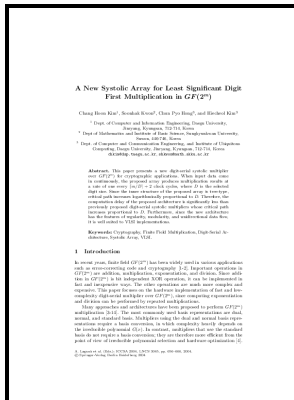 A New Systolic Array for Least Significant Digit
First Multiplication in GF(2^m)
Chang Hoon Kim¹, Soonhak Kwon², Chun Pyo Hong³, and
¹ Dept. of Computer and Information Engineering, Daegu University,
Jinryang, Kyungsan, 712-714, Korea
² Dept. of Mathematics and Institute of Basic Science, Sungkyunkwan University,
Suwon, 440-746, Korea
³ Dept. of Computer and Communication Engineering, and Institute of Ubiquitous
Computing, Daegu University, Jinryang, Kyungsan, 712-714, Korea
Abstract. This paper presents a new digit-serial systolic multiplier
over GF(2^m) for cryptographic applications. When input data come
in continuously, the proposed array produces multiplication results at
a rate of one every ⌈m/D⌉ + 2 clock cycles, where D is the selected
digit size. Since the inner structure of the proposed array is tree-type,
critical path increases logarithmically proportional to D. Therefore, the
computation delay of the proposed architecture is significantly less than
previously proposed digit-serial systolic multipliers whose critical path
increases proportional to D. Furthermore, since the new architecture
has the features of regularity, modularity, and unidirectional data flow,
it is well suited to VLSI implementations.
Keywords: Cryptography, Finite Field Multiplication, Digit-Serial Ar-
chitecture, Systolic Array, VLSI.
1 Introduction
In recent years, finite field GF(2^m) has been widely used in various applications
such as error-correcting code and cryptography [1-2]. Important operations in
GF(2^m) are addition, multiplication, exponentiation, and division. Since addi-
tion in GF(2^m) is bit independent XOR operation, it can be implemented in
fast and inexpensive ways. The other operations are much more complex and
expensive. This paper focuses on the hardware implementation of fast and low-
complexity digit-serial multiplier over GF(2^m), since computing exponentiation
and division can be performed by repeated multiplications.
Many approaches and architectures have been proposed to perform GF(2^m)
multiplication. The most commonly used basis representations are dual,
normal, and standard basis. Multipliers using the dual and normal basis repre-
sentations require a basis conversion, in which complexity heavily depends on
the irreducible polynomial G(x). In contrast, multipliers that use the standard
basis do not require a basis conversion; they are therefore more efficient from the
point of view of irreducible polynomial selection and hardware optimization